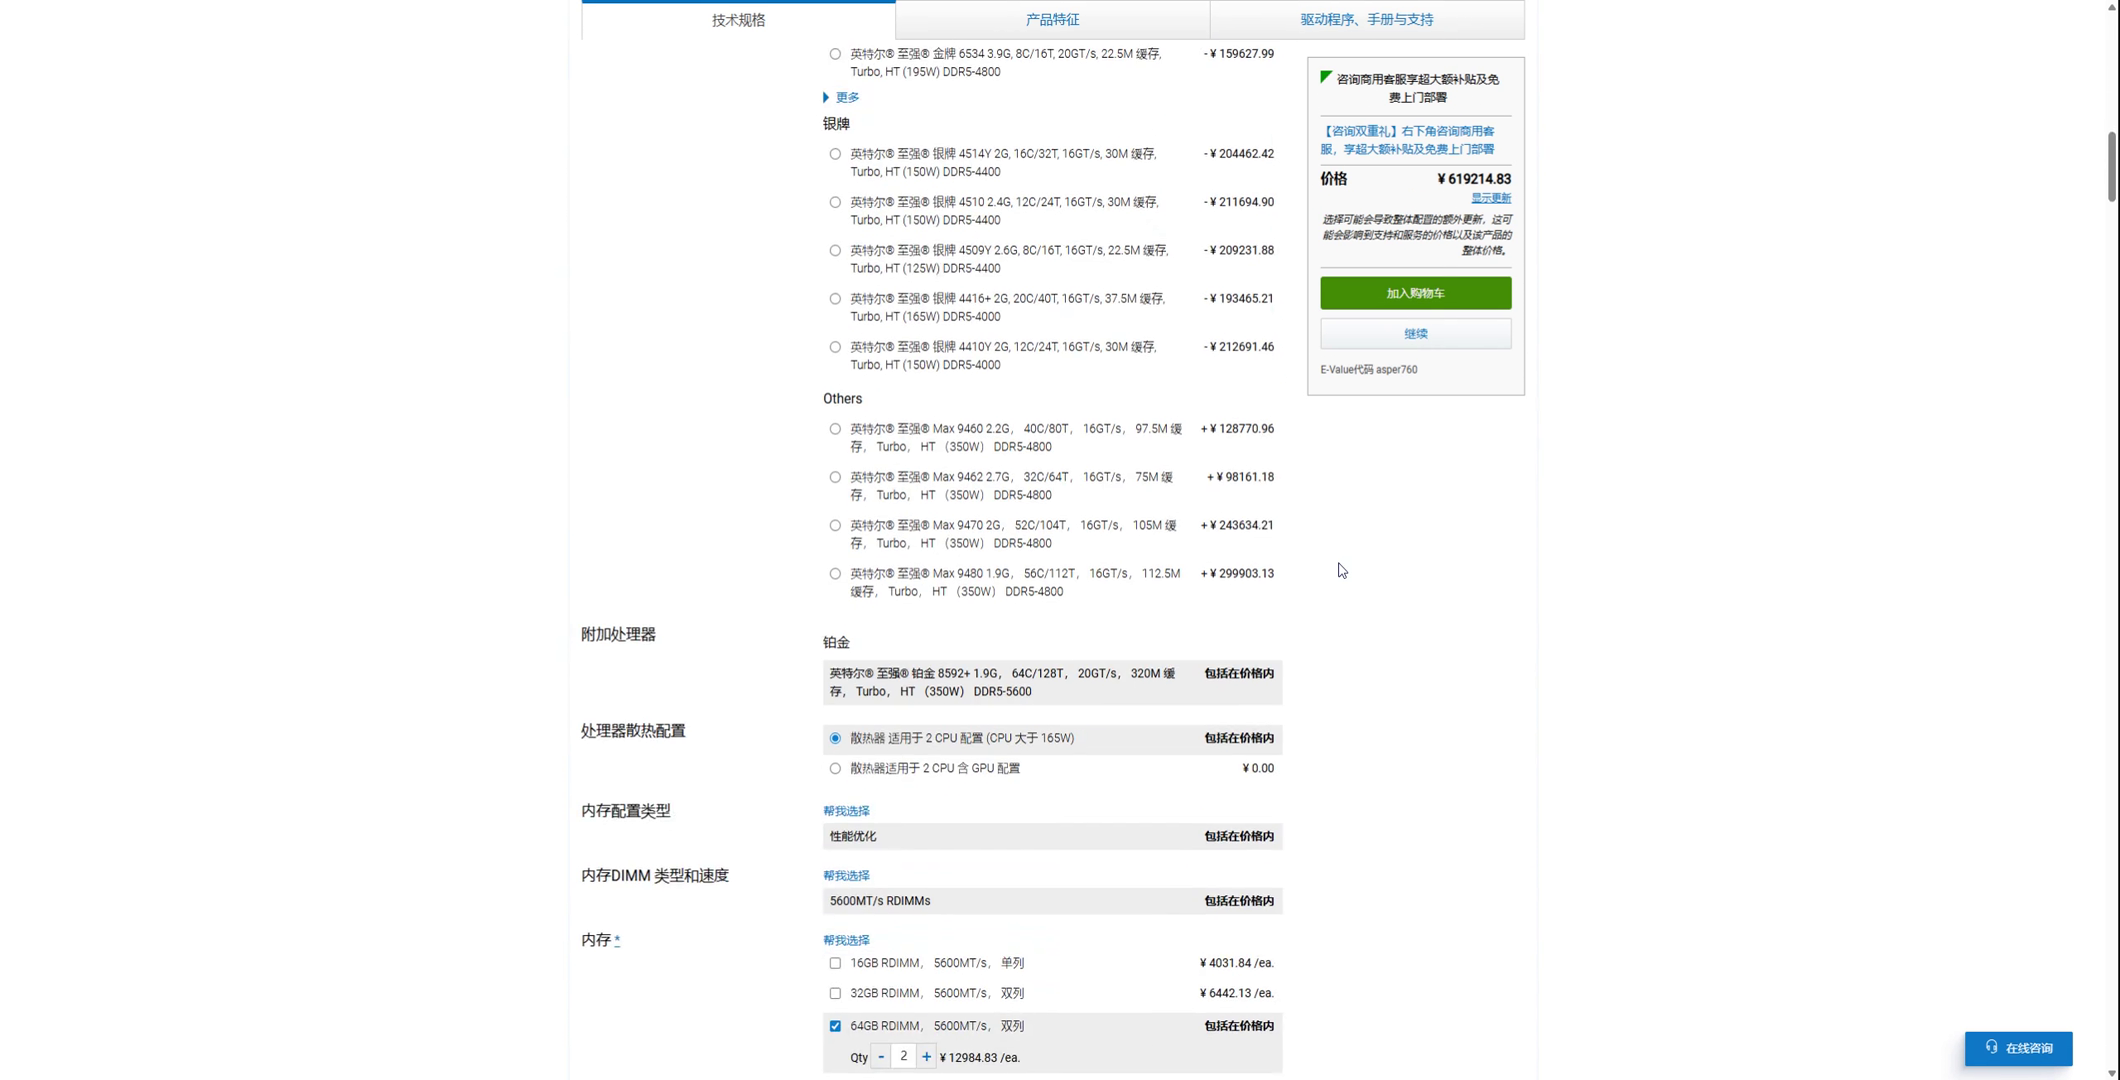 技术规格
产品特征
驱动程序、手册与支持
英特尔® 至强® 金牌 6534 3.9G, 8C/16T, 20GT/s, 22.5M 缓存,
Turbo, HT (195W) DDR5-4800
- ¥ 159627.99
更多
银牌
英特尔® 至强® 银牌 4514Y 2G, 16C/32T, 16GT/s, 30M 缓存,
Turbo, HT (150W) DDR5-4400
- ¥ 204462.42
英特尔® 至强® 银牌 4510 2.4G, 12C/24T, 16GT/s, 30M 缓存,
Turbo, HT (150W) DDR5-4400
- ¥ 211694.90
英特尔® 至强® 银牌 4509Y 2.6G, 8C/16T, 16GT/s, 22.5M 缓存,
Turbo, HT (125W) DDR5-4400
- ¥ 209231.88
英特尔® 至强® 银牌 4416+ 2G, 20C/40T, 16GT/s, 37.5M 缓存,
Turbo, HT (165W) DDR5-4000
- ¥ 193465.21
英特尔® 至强® 银牌 4410Y 2G, 12C/24T, 16GT/s, 30M 缓存,
Turbo, HT (150W) DDR5-4000
- ¥ 212691.46
Others
英特尔® 至强® Max 9460 2.2G， 40C/80T， 16GT/s， 97.5M 缓
存， Turbo， HT （350W） DDR5-4800
+ ¥ 128770.96
英特尔® 至强® Max 9462 2.7G， 32C/64T， 16GT/s， 75M 缓
存， Turbo， HT （350W） DDR5-4800
+ ¥ 98161.18
英特尔® 至强® Max 9470 2G， 52C/104T， 16GT/s， 105M 缓
存， Turbo， HT （350W） DDR5-4800
+ ¥ 243634.21
英特尔® 至强® Max 9480 1.9G， 56C/112T， 16GT/s， 112.5M
缓存， Turbo， HT （350W） DDR5-4800
+ ¥ 299903.13
附加处理器
铂金
英特尔® 至强® 铂金 8592+ 1.9G， 64C/128T， 20GT/s， 320M 缓
存， Turbo， HT （350W） DDR5-5600
包括在价格内
处理器散热配置
散热器 适用于 2 CPU 配置 (CPU 大于 165W)
包括在价格内
散热器适用于 2 CPU 含 GPU 配置
¥ 0.00
内存配置类型
帮我选择
性能优化
包括在价格内
内存DIMM 类型和速度
帮我选择
5600MT/s RDIMMs
包括在价格内
内存 *
帮我选择
16GB RDIMM， 5600MT/s， 单列
¥ 4031.84 /ea.
32GB RDIMM， 5600MT/s， 双列
¥ 6442.13 /ea.
64GB RDIMM， 5600MT/s， 双列
包括在价格内
Qty - 2 + ¥ 12984.83 /ea.
咨询商用客服享超大额补贴及免
费上门部署
【咨询双重礼】右下角咨询商用客
服，享超大额补贴及免费上门部署
价格
¥ 619214.83
显示更新
选择可能会导致整体配置的额外更新，这可
能会影响到支持和服务的价格以及该产品的
整体价格。
加入购物车
继续
E-Value代码 asper760
在线咨询